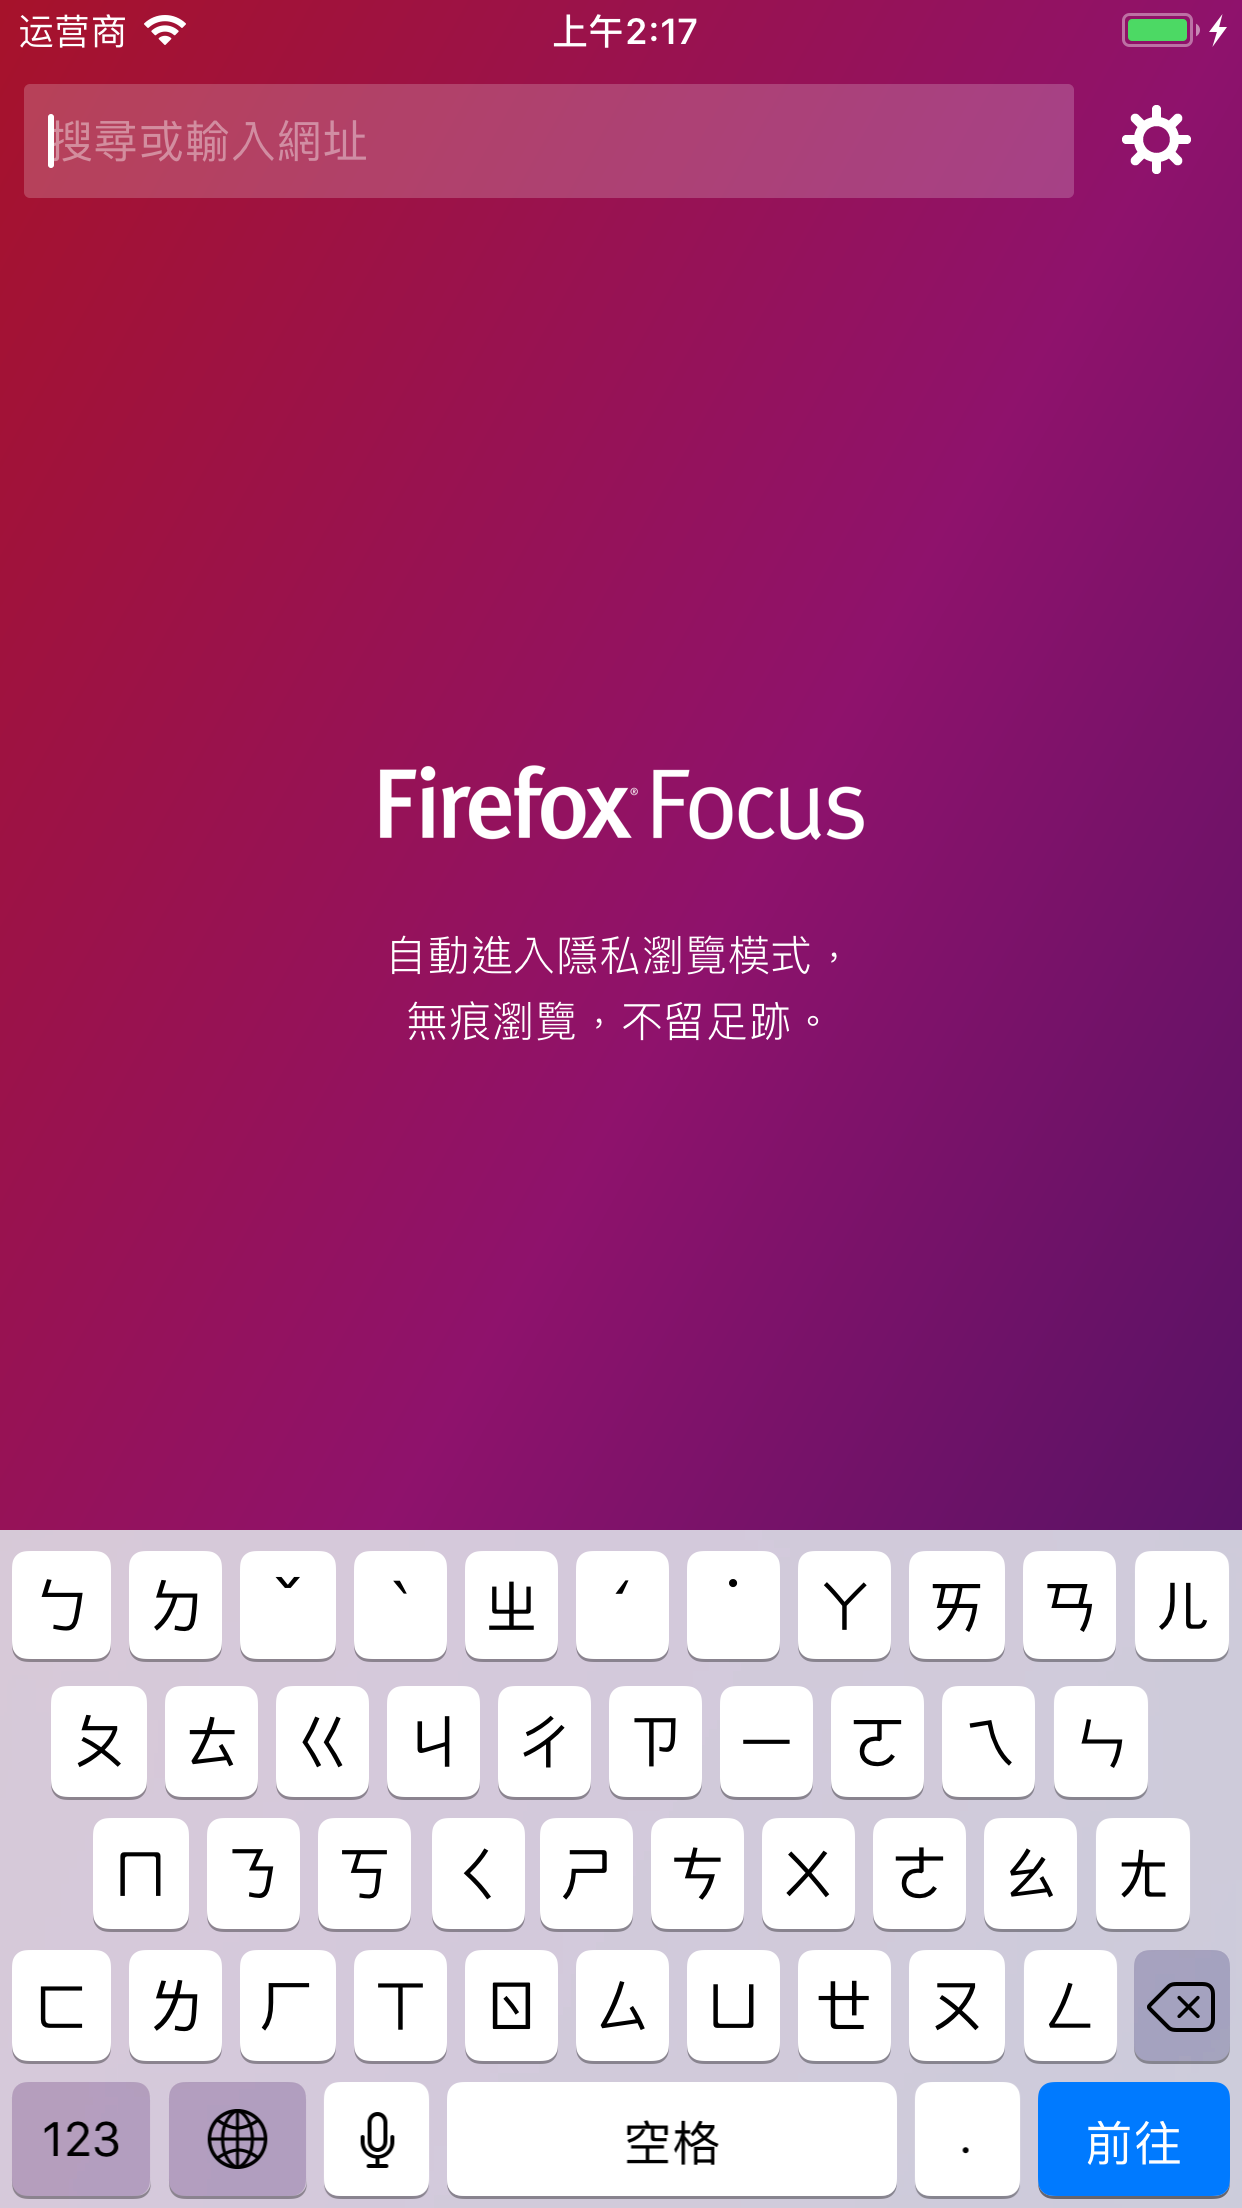 运营商 上午2:17
搜尋或輸入網址
Firefox® Focus
自動進入隱私瀏覽模式，
無痕瀏覽，不留足跡。
ㄅ ㄉ ˇ ˋ ㄓ ˊ ˙ ㄚ ㄞ ㄢ ㄦ
ㄆ ㄊ ㄍ ㄐ ㄔ ㄗ ㄧ ㄛ ㄟ ㄣ
ㄇ ㄋ ㄎ ㄑ ㄕ ㄘ ㄨ ㄜ ㄠ ㄤ
ㄈ ㄌ ㄏ ㄒ ㄖ ㄙ ㄩ ㄝ ㄡ ㄥ
123 空格 . 前往